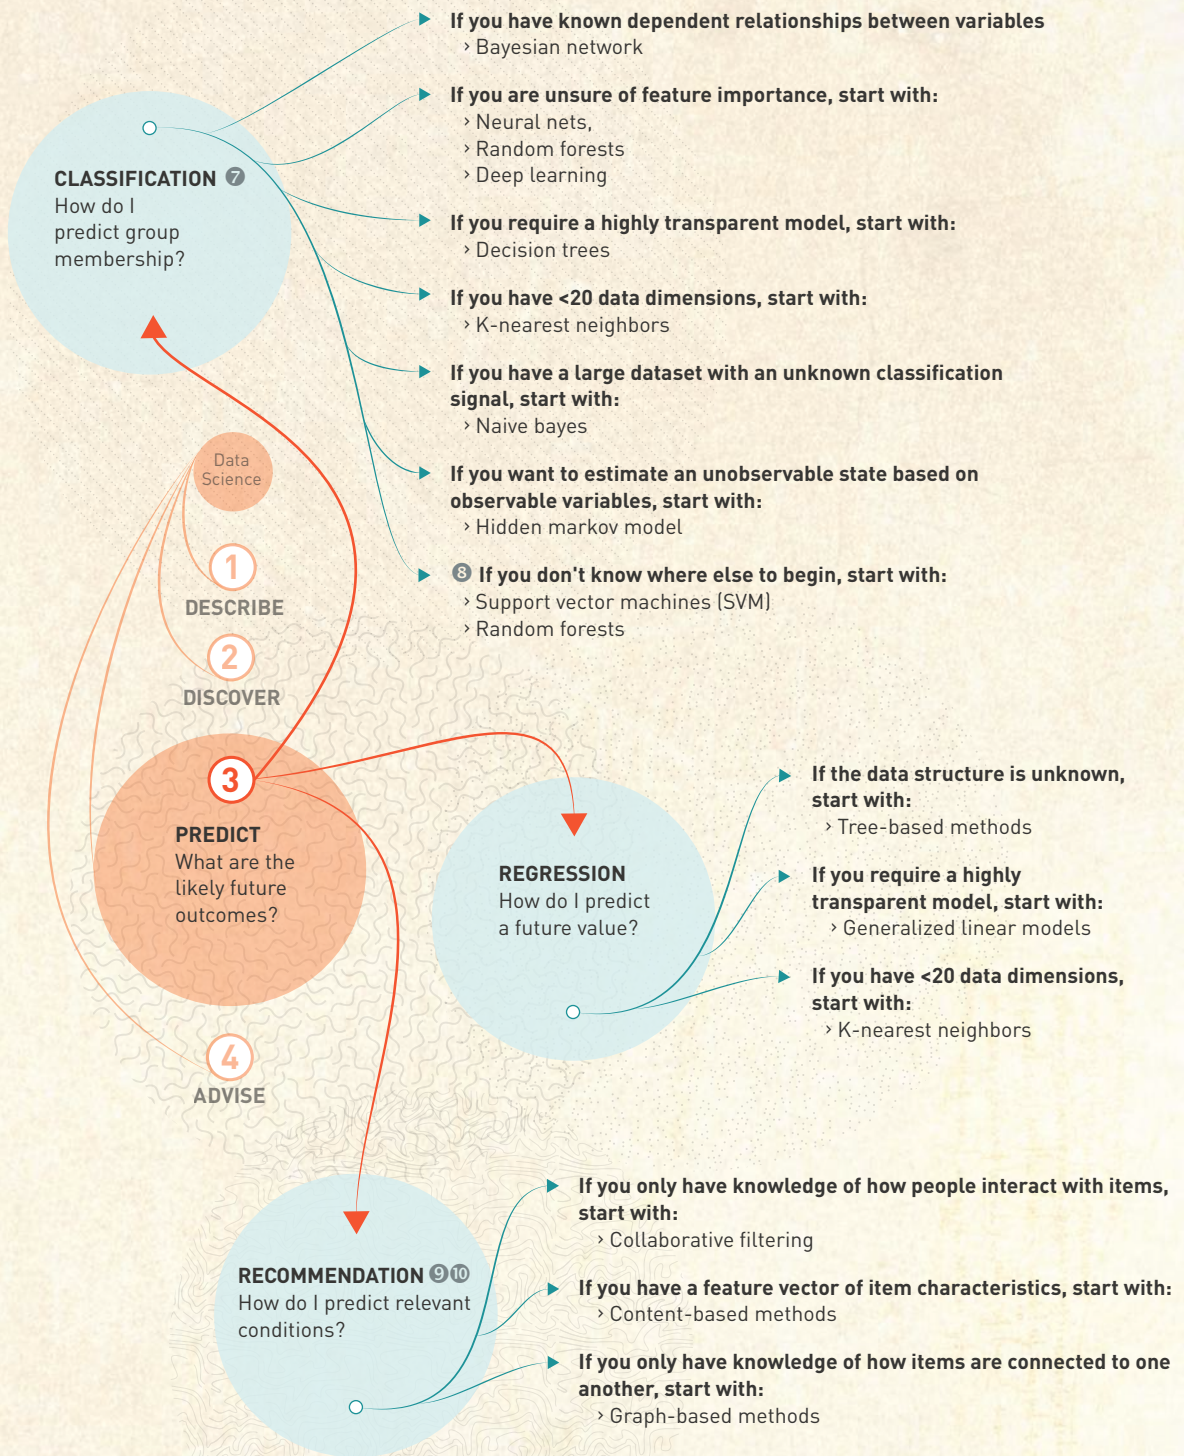 If you have known dependent relationships between variables
› Bayesian network
If you are unsure of feature importance, start with:
› Neural nets,
› Random forests
› Deep learning
CLASSIFICATION ❼
How do I
predict group
membership?
If you require a highly transparent model, start with:
› Decision trees
If you have <20 data dimensions, start with:
› K-nearest neighbors
If you have a large dataset with an unknown classification
signal, start with:
› Naive bayes
If you want to estimate an unobservable state based on
observable variables, start with:
› Hidden markov model
❽ If you don't know where else to begin, start with:
› Support vector machines (SVM)
› Random forests
Data
Science
1
DESCRIBE
2
DISCOVER
3
PREDICT
What are the
likely future
outcomes?
4
ADVISE
REGRESSION
How do I predict
a future value?
If the data structure is unknown,
start with:
› Tree-based methods
If you require a highly
transparent model, start with:
› Generalized linear models
If you have <20 data dimensions,
start with:
› K-nearest neighbors
RECOMMENDATION ❾❿
How do I predict relevant
conditions?
If you only have knowledge of how people interact with items,
start with:
› Collaborative filtering
If you have a feature vector of item characteristics, start with:
› Content-based methods
If you only have knowledge of how items are connected to one
another, start with:
› Graph-based methods